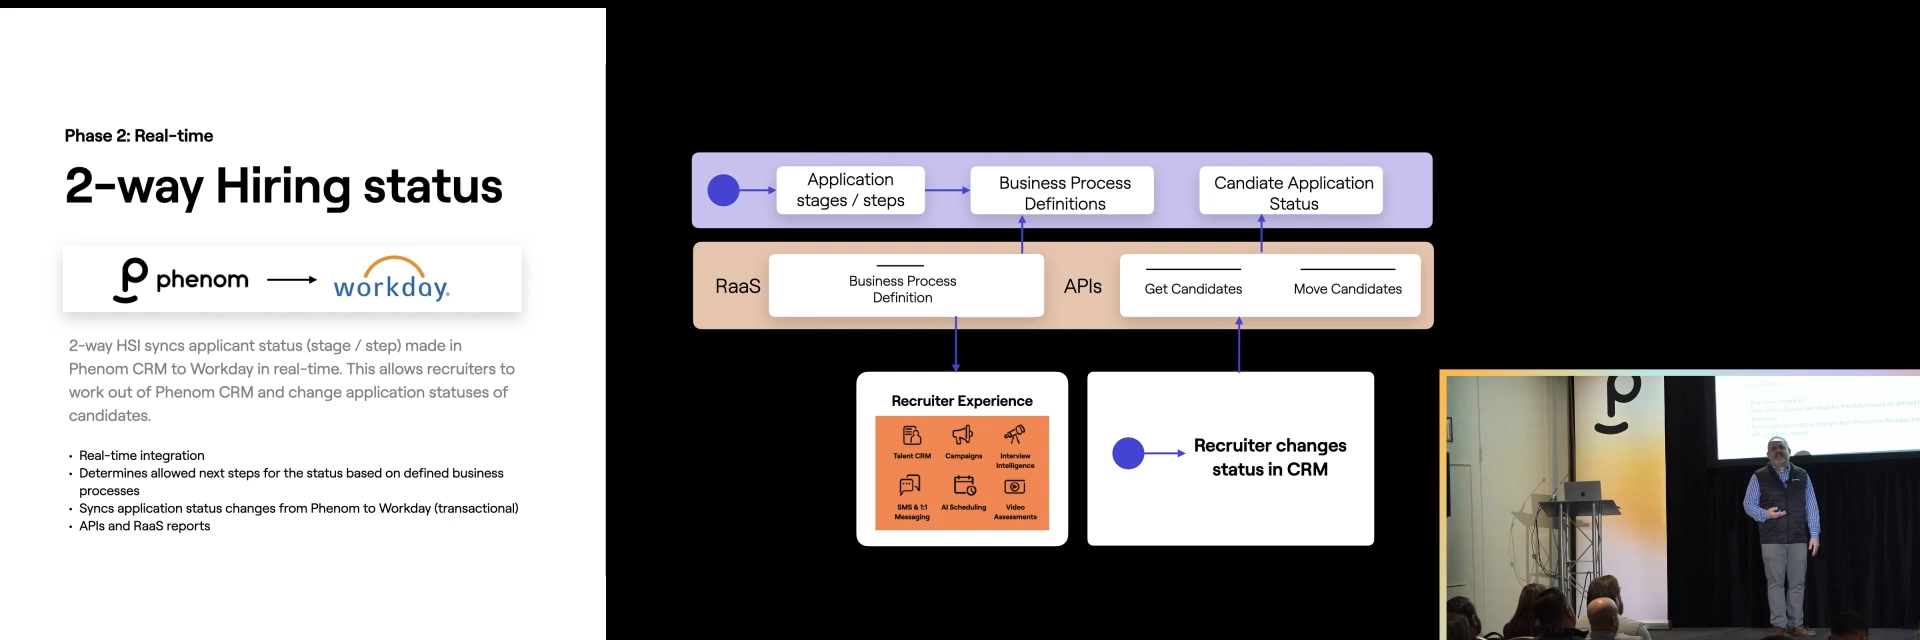 Phase 2: Real-time
2-way Hiring status
phenom
workday.
2-way HSI syncs applicant status (stage / step) made in
Phenom CRM to Workday in real-time. This allows recruiters to
work out of Phenom CRM and change application statuses of
candidates.
• Real-time integration
• Determines allowed next steps for the status based on defined business
processes
• Syncs application status changes from Phenom to Workday (transactional)
• APIs and RaaS reports
Application
stages / steps
Business Process
Definitions
Candiate Application
Status
RaaS
Business Process
Definition
APIs
Get Candidates
Move Candidates
Recruiter Experience
Talent CRM
Campaigns
Interview
Intelligence
SMS & 1:1
Messaging
AI Scheduling
Video
Assessments
Recruiter changes
status in CRM